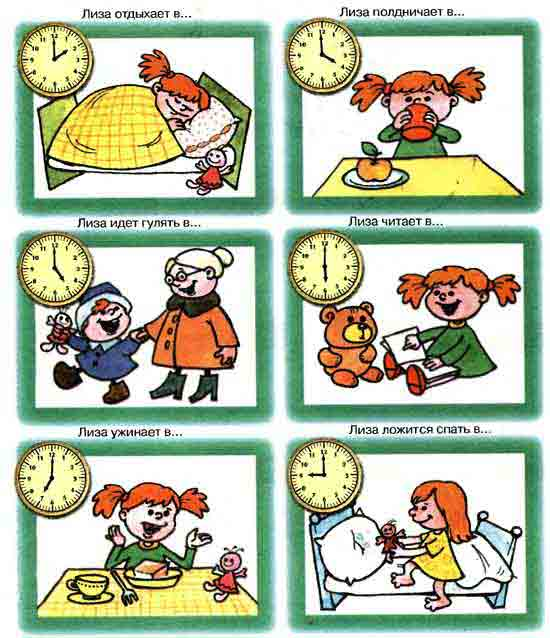 Лиза отдыхает в...
Лиза полдничает в...
Лиза идет гулять в...
Лиза читает в...
Лиза ужинает в...
Лиза ложится спать в...